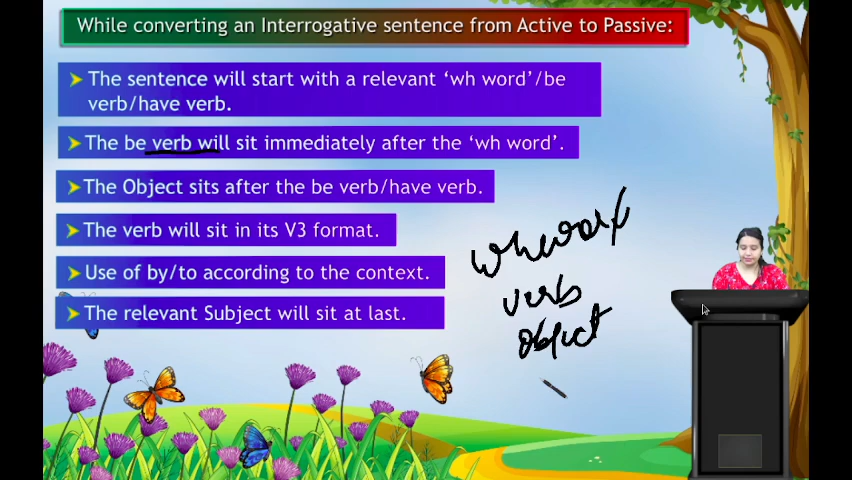 While converting an Interrogative sentence from Active to Passive:
The sentence will start with a relevant ‘wh word’/be
verb/have verb.
The be verb will sit immediately after the ‘wh word’.
The Object sits after the be verb/have verb.
The verb will sit in its V3 format.
Use of by/to according to the context.
The relevant Subject will sit at last.
wh word
verb
object